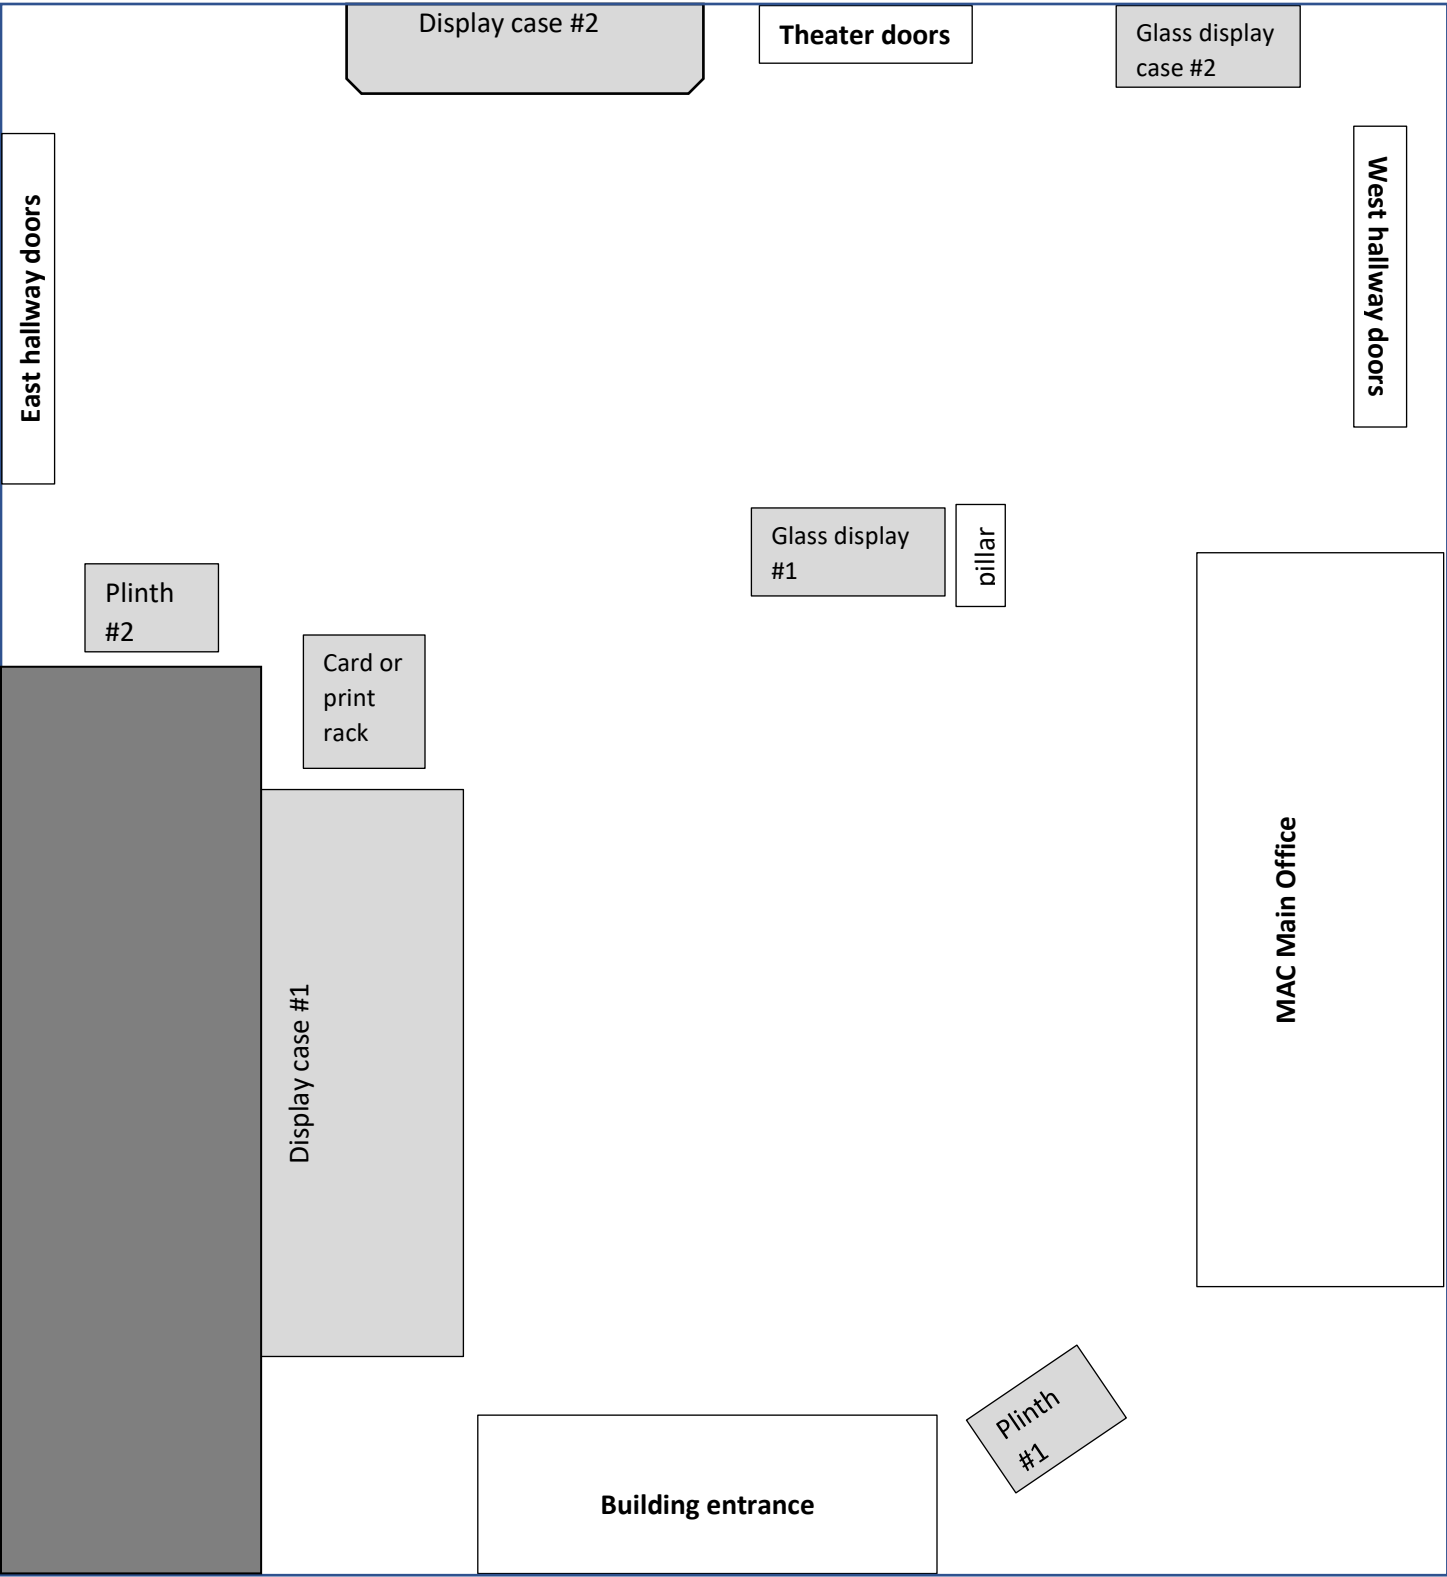 Display case #2
Theater doors
Glass display
case #2
East hallway doors
West hallway doors
Glass display
#1
pillar
Plinth
#2
Card or
print
rack
Display case #1
MAC Main Office
Plinth
#1
Building entrance